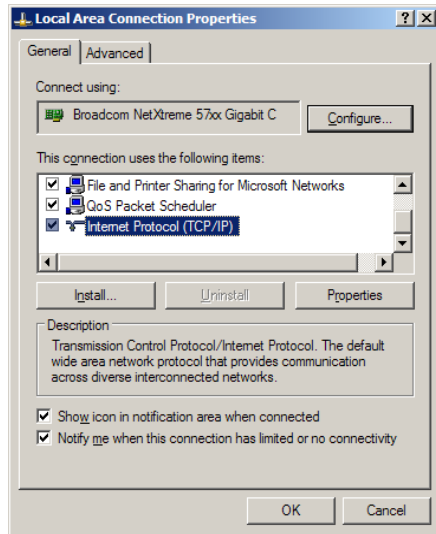 Local Area Connection Properties
General Advanced
Connect using:
Broadcom NetXtreme 57xx Gigabit C Configure...
This connection uses the following items:
File and Printer Sharing for Microsoft Networks
QoS Packet Scheduler
Internet Protocol (TCP/IP)
Install... Uninstall Properties
Description
Transmission Control Protocol/Internet Protocol. The default
wide area network protocol that provides communication
across diverse interconnected networks.
Show icon in notification area when connected
Notify me when this connection has limited or no connectivity
OK Cancel